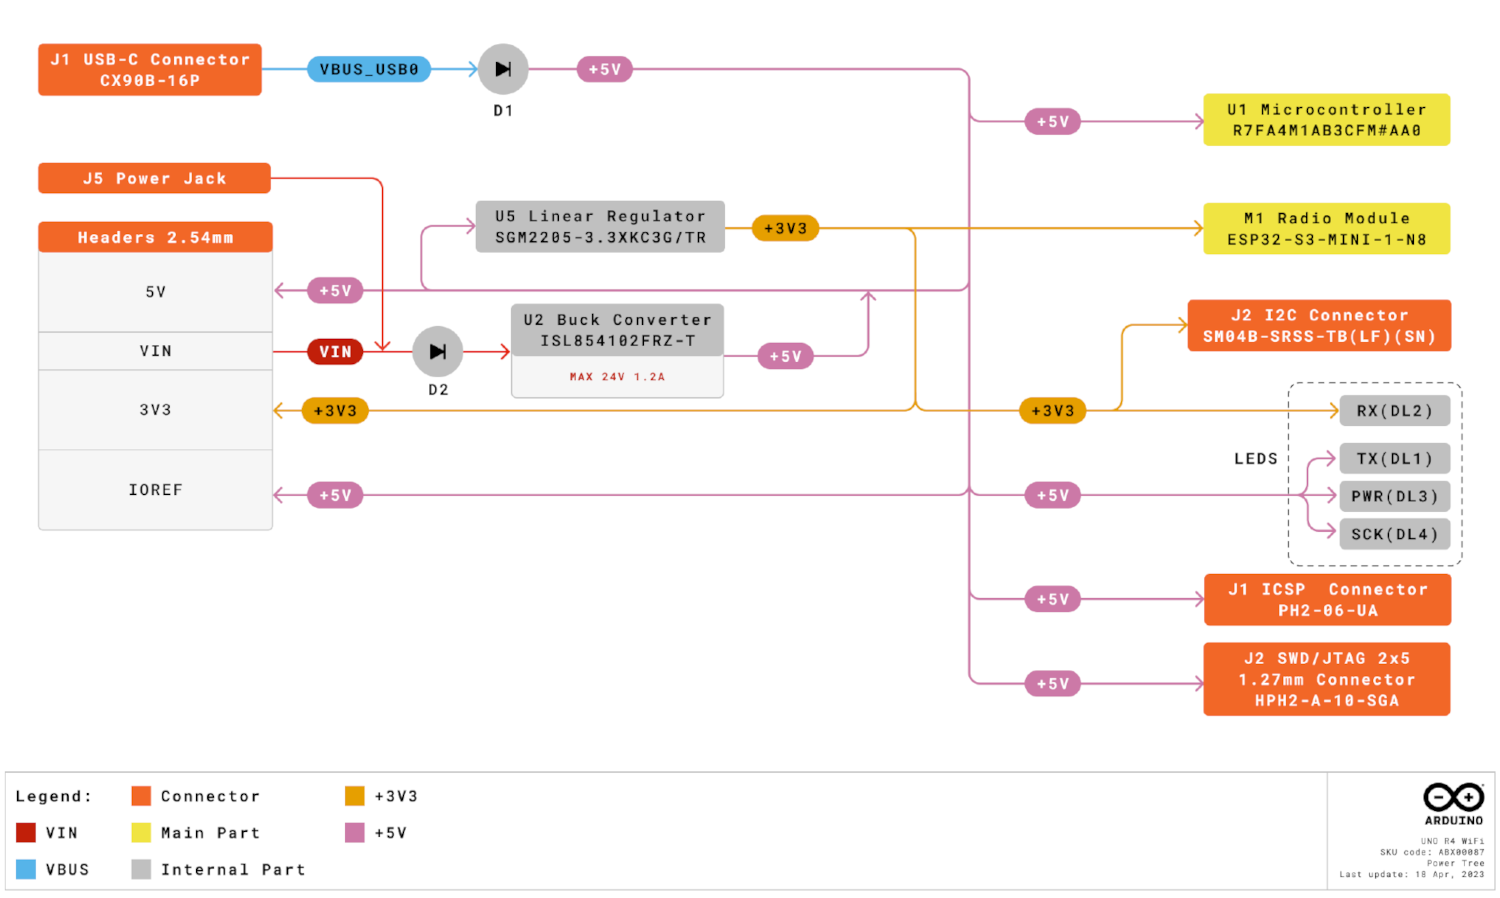 J1 USB-C Connector
CX90B-16P
VBUS_USB0
D1
+5V
+5V
U1 Microcontroller
R7FA4M1AB3CFM#AA0
J5 Power Jack
Headers 2.54mm
5V
VIN
3V3
IOREF
U5 Linear Regulator
SGM2205-3.3XKC3G/TR
+3V3
M1 Radio Module
ESP32-S3-MINI-1-N8
+5V
VIN
D2
U2 Buck Converter
ISL854102FRZ-T
MAX 24V 1.2A
+5V
J2 I2C Connector
SM04B-SRSS-TB(LF)(SN)
+3V3
+3V3
LEDS
RX(DL2)
TX(DL1)
PWR(DL3)
SCK(DL4)
+5V
+5V
+5V
J1 ICSP Connector
PH2-06-UA
+5V
J2 SWD/JTAG 2x5
1.27mm Connector
HPH2-A-10-SGA
Legend:
Connector
+3V3
VIN
Main Part
+5V
VBUS
Internal Part
ARDUINO
UNO R4 WiFi
SKU code: ABX00087
Power Tree
Last update: 18 Apr, 2023